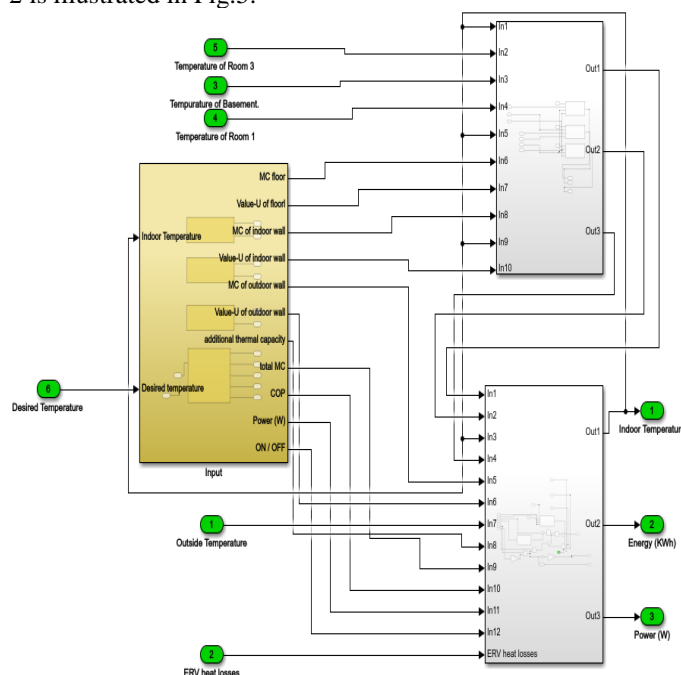 2 is illustrated in Fig.3.
5
Temperature of Room 3
3
Tempurature of Basement.
4
Temperature of Room 1
In1
In2
In3
In4
In5
In6
In7
In8
In9
In10
Out1
Out2
Out3
MC floor
Value-U of floorl
Indoor Temperature
MC of indoor wall
Value-U of indoor wall
MC of outdoor wall
Value-U of outdoor wall
additional thermal capacity
total MC
Desired temperature
COP
Power (W)
ON / OFF
Input
6
Desired Temperature
1
Outside Temperature
2
ERV heat losses
In1
In2
In3
In4
In5
In6
In7
In8
In9
In10
In11
In12
ERV heat losses
Out1
Out2
Out3
1
Indoor Temperature
2
Energy (KWh)
3
Power (W)